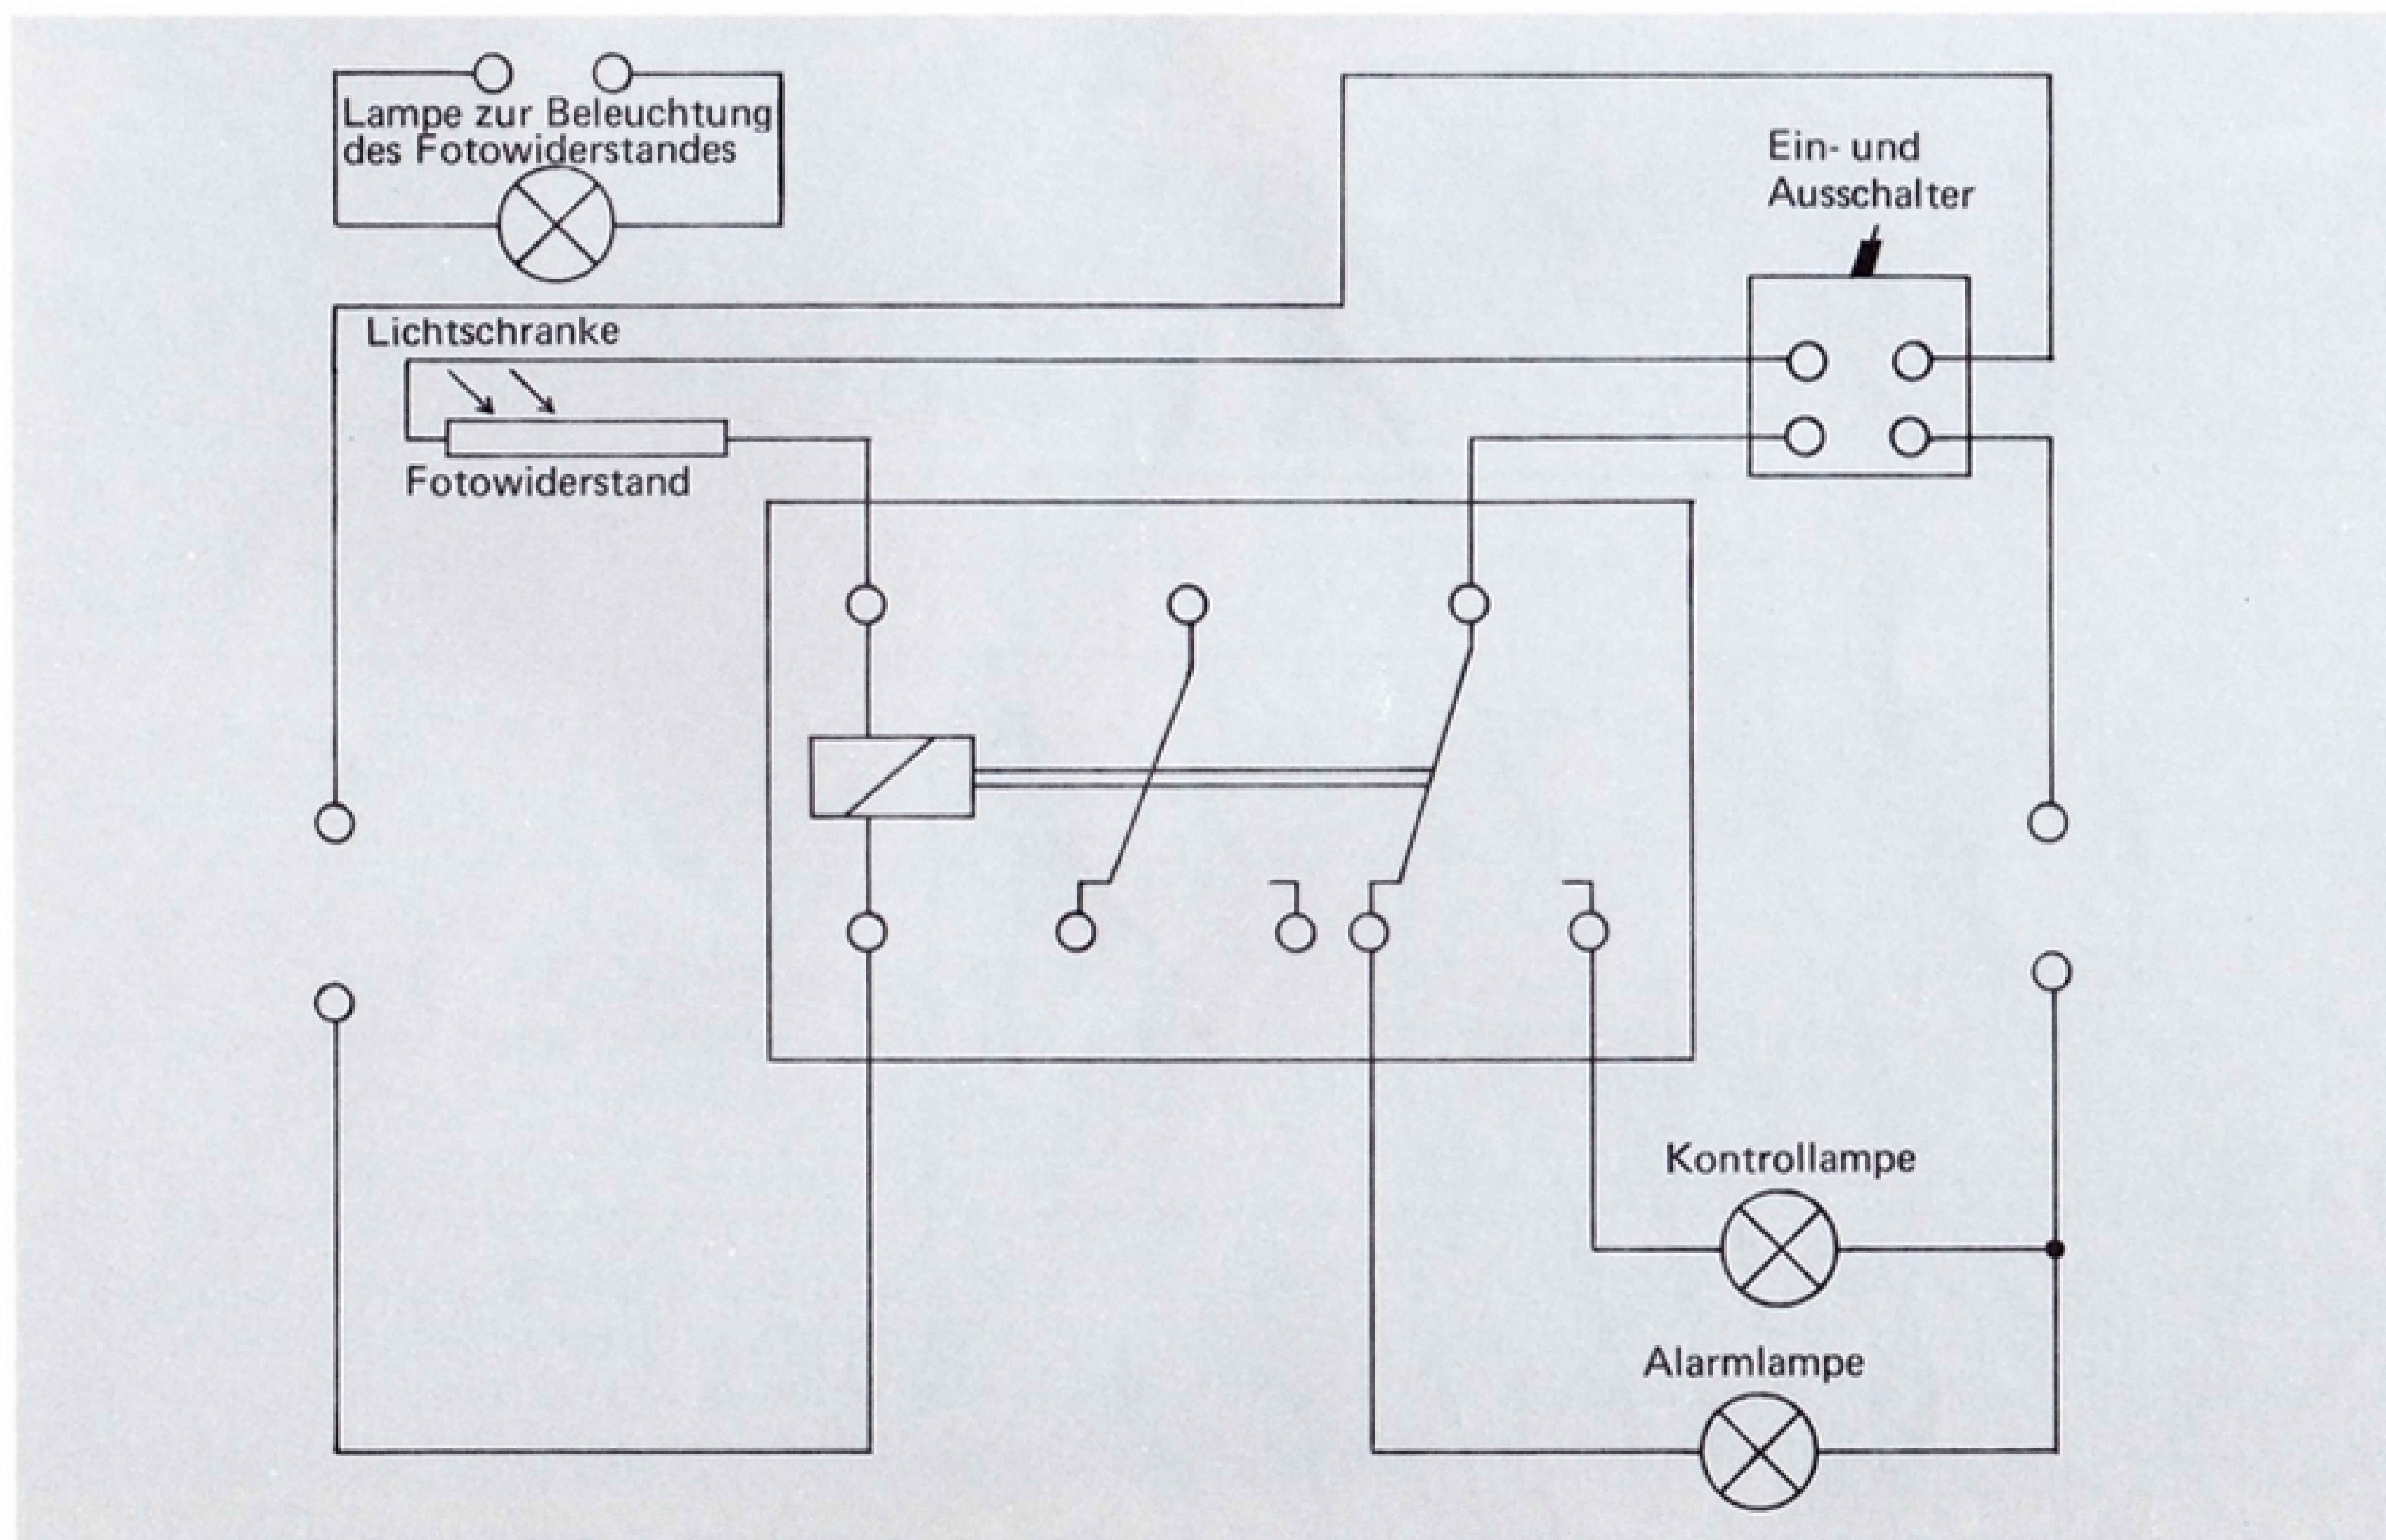 Lampe zur Beleuchtung
des Fotowiderstandes
Ein- und
Ausschalter
Lichtschranke
Fotowiderstand
Kontrollampe
Alarmlampe